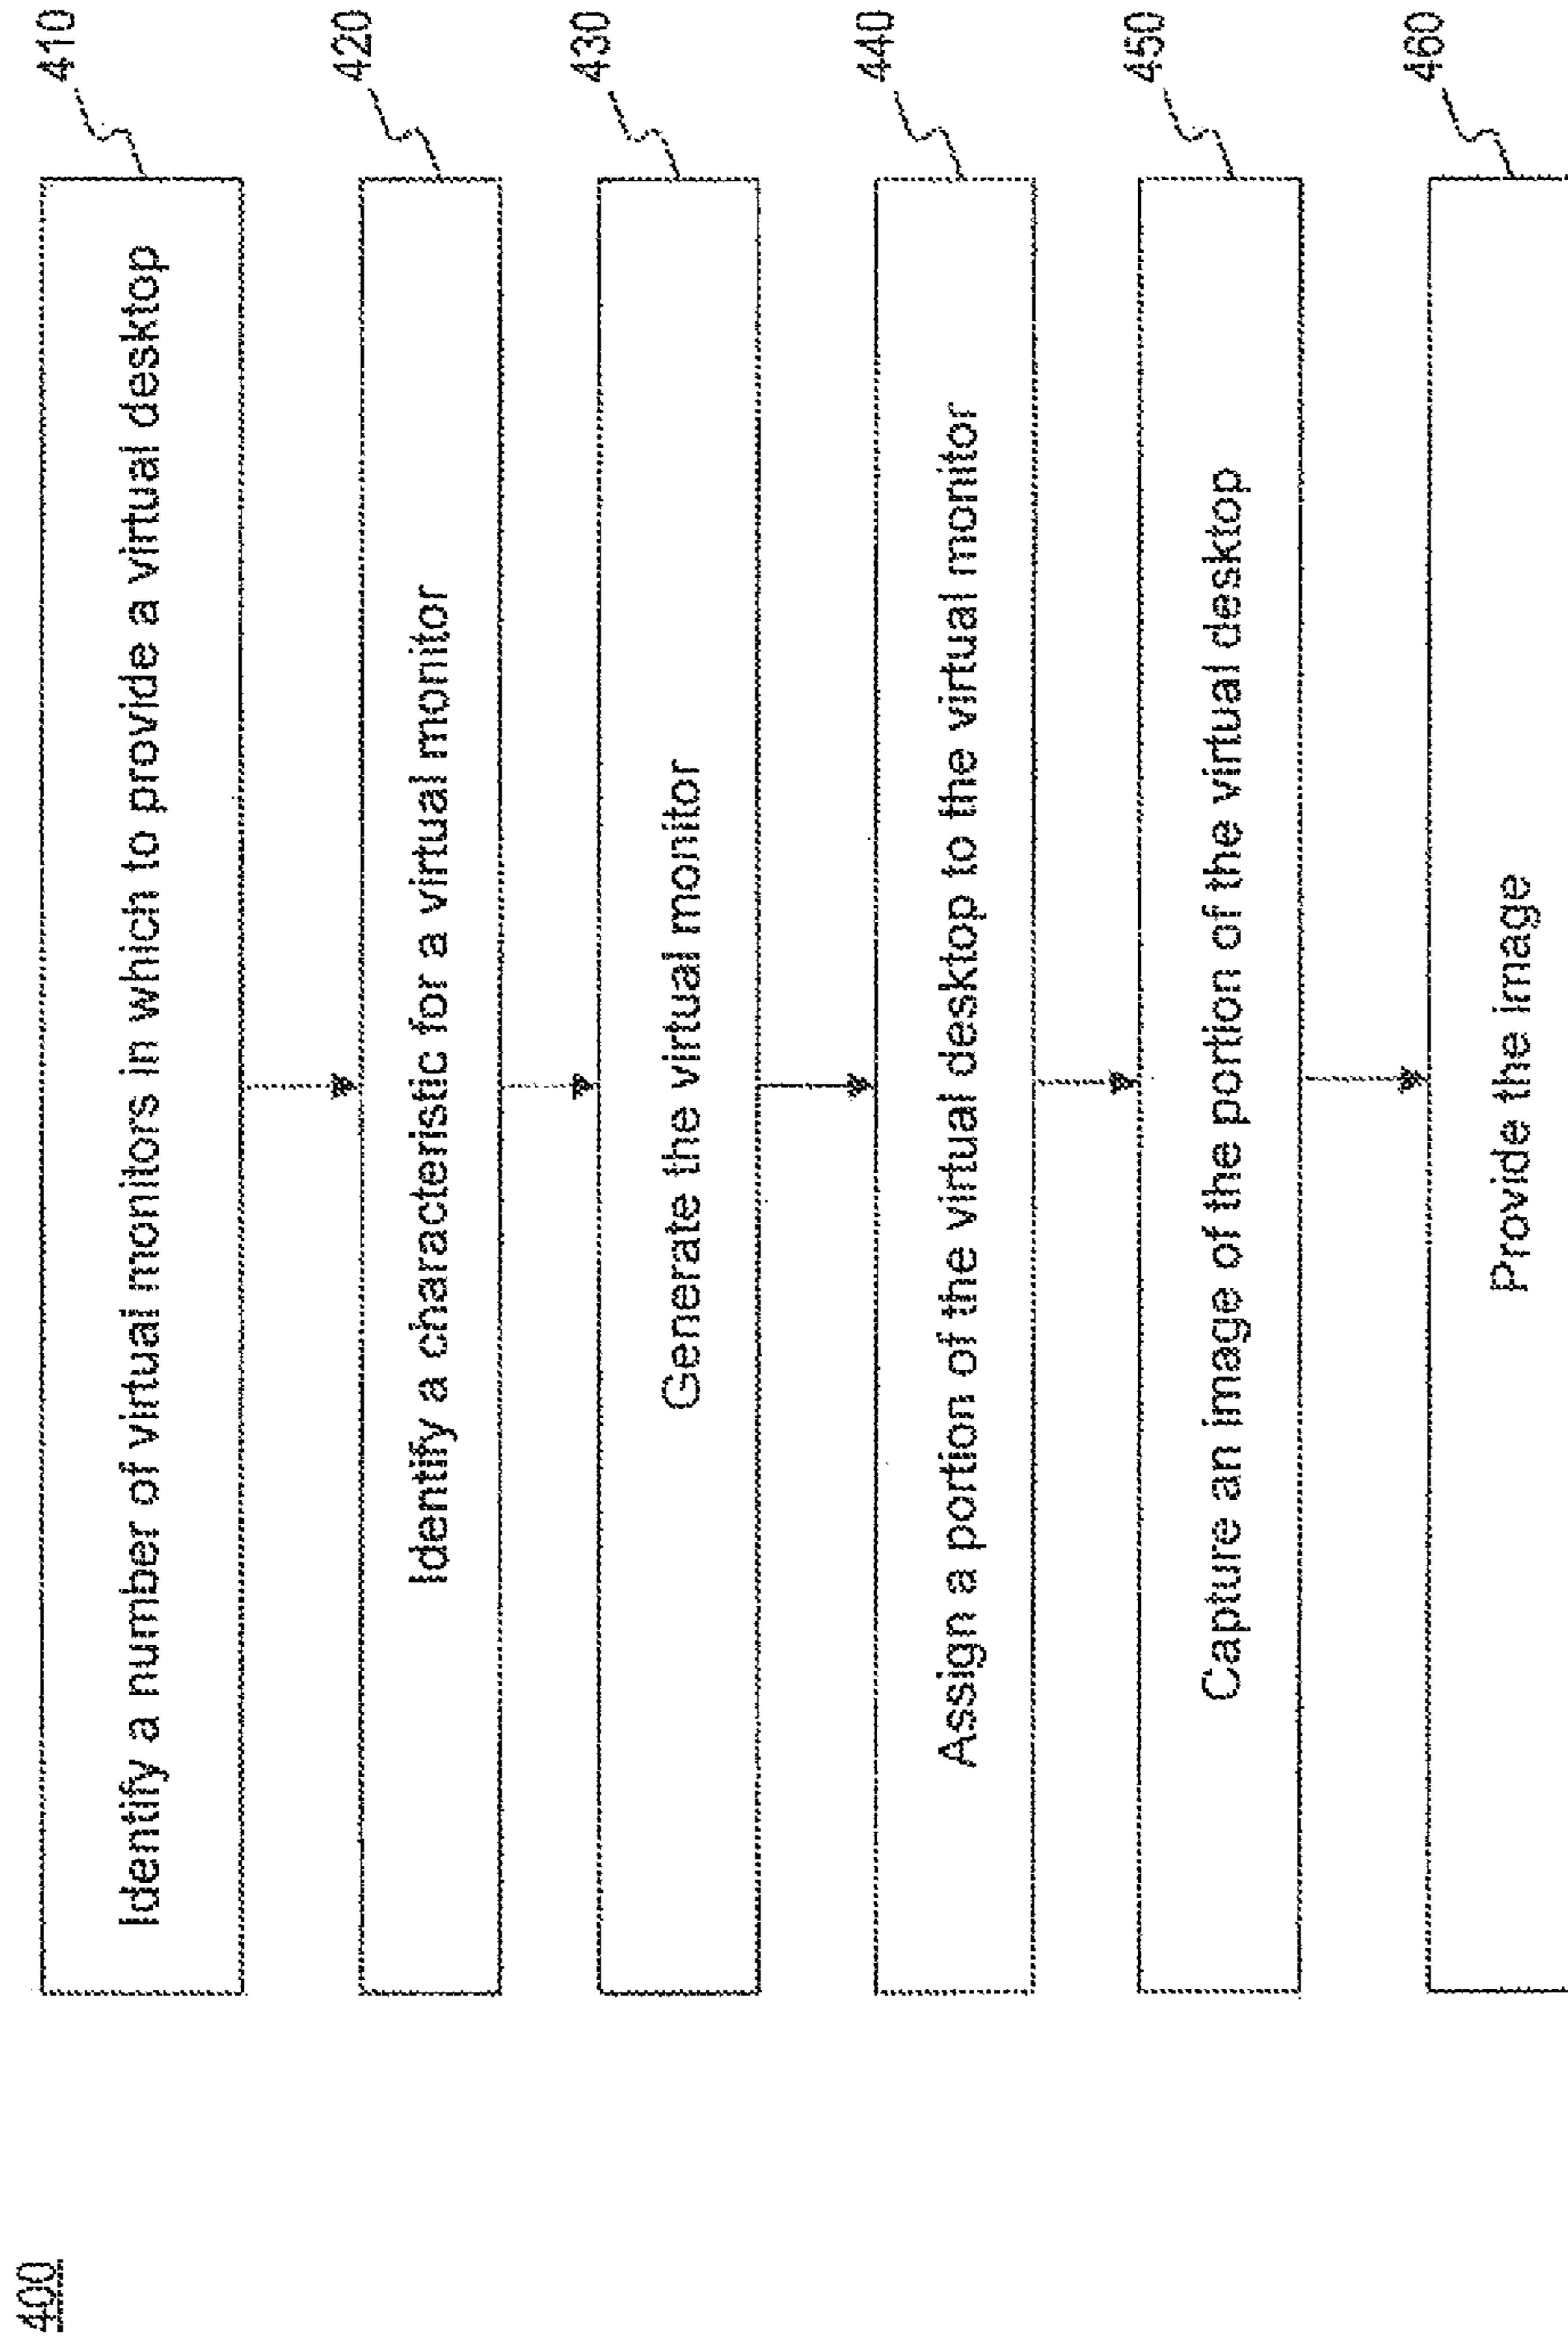 400
410
Identify a number of virtual monitors in which to provide a virtual desktop
420
Identify a characteristic for a virtual monitor
430
Generate the virtual monitor
440
Assign a portion of the virtual desktop to the virtual monitor
450
Capture an image of the portion of the virtual desktop
460
Provide the image